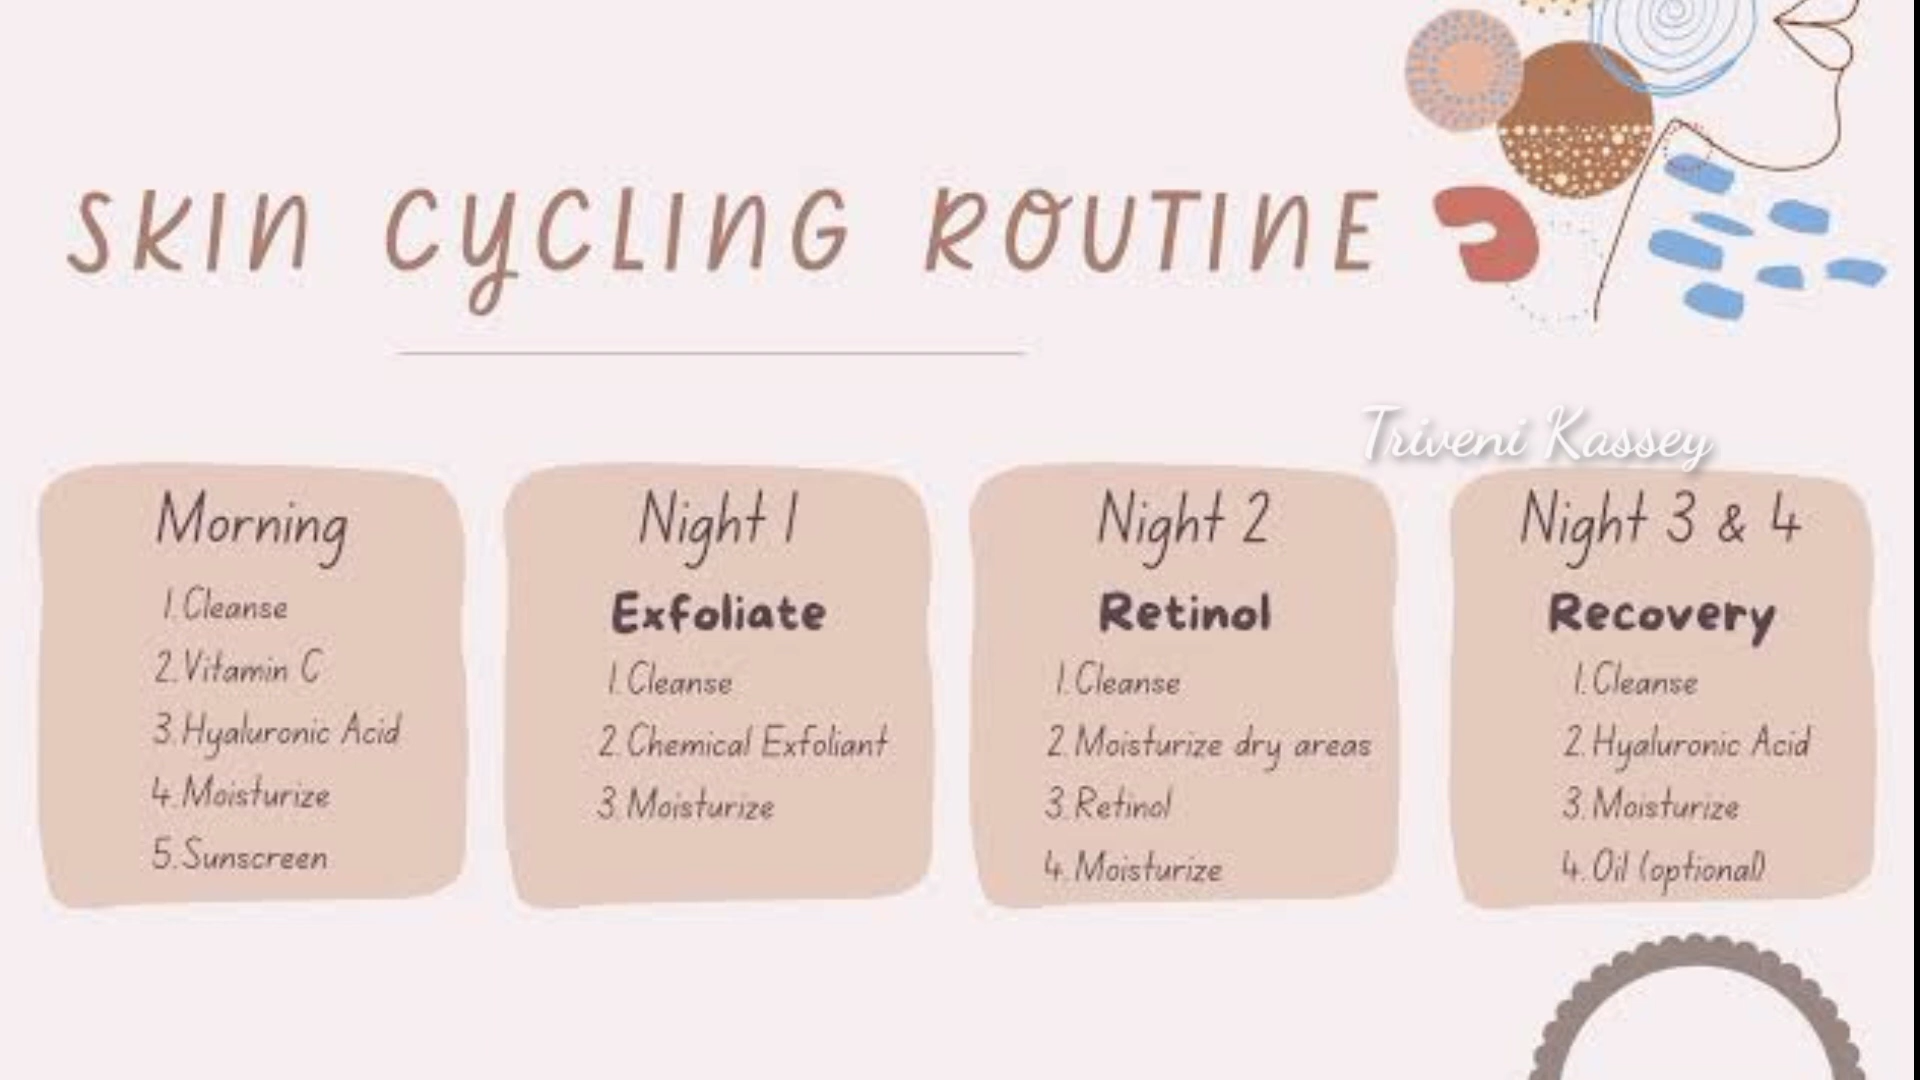 SKIN CYCLING ROUTINE
Triveni Kassey
Morning
1. Cleanse
2. Vitamin C
3. Hyaluronic Acid
4. Moisturize
5. Sunscreen
Night 1
Exfoliate
1. Cleanse
2. Chemical Exfoliant
3. Moisturize
Night 2
Retinol
1. Cleanse
2. Moisturize dry areas
3. Retinol
4. Moisturize
Night 3 & 4
Recovery
1. Cleanse
2. Hyaluronic Acid
3. Moisturize
4. Oil (optional)